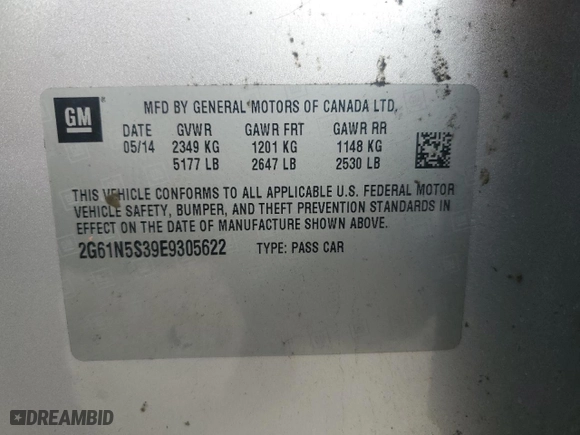 GM
MFD BY GENERAL MOTORS OF CANADA LTD,
DATE GVWR GAWR FRT GAWR RR
05/14 2349 KG 1201 KG 1148 KG
5177 LB 2647 LB 2530 LB
THIS VEHICLE CONFORMS TO ALL APPLICABLE U.S. FEDERAL MOTOR
VEHICLE SAFETY, BUMPER, AND THEFT PREVENTION STANDARDS IN
EFFECT ON THE DATE OF MANUFACTURE SHOWN ABOVE.
2G61N5S39E9305622 TYPE: PASS CAR
DREAMBID